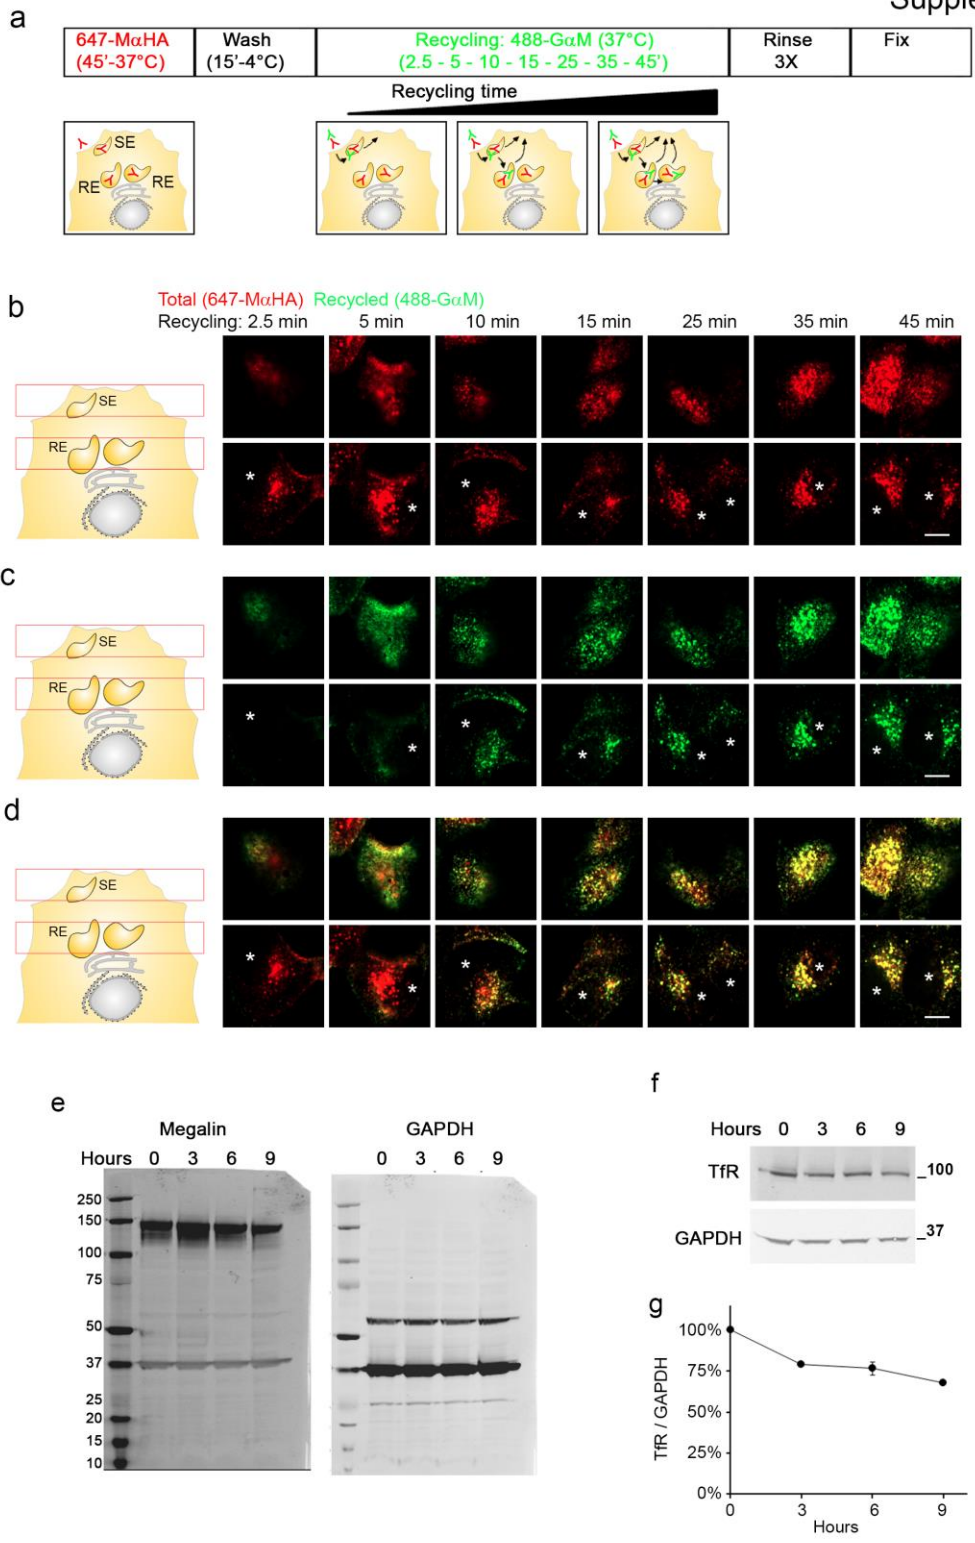 Supple
a
647-MαHA
(45'-37°C)
Wash
(15'-4°C)
Recycling: 488-GαM (37°C)
(2.5 - 5 - 10 - 15 - 25 - 35 - 45')
Rinse
3X
Fix
Recycling time
SE
RE
RE
b
Total (647-MαHA) Recycled (488-GαM)
Recycling: 2.5 min 5 min 10 min 15 min 25 min 35 min 45 min
SE
RE
* * * * * * * * *
c
SE
RE
* * * * * * * * *
d
SE
RE
* * * * * * * * *
e
Megalin
Hours 0 3 6 9
250
150
100
75
50
37
25
20
15
10
GAPDH
0 3 6 9
f
Hours 0 3 6 9
TfR
_100
GAPDH
_37
g
100%
75%
50%
25%
0%
TfR / GAPDH
0 3 6 9
Hours